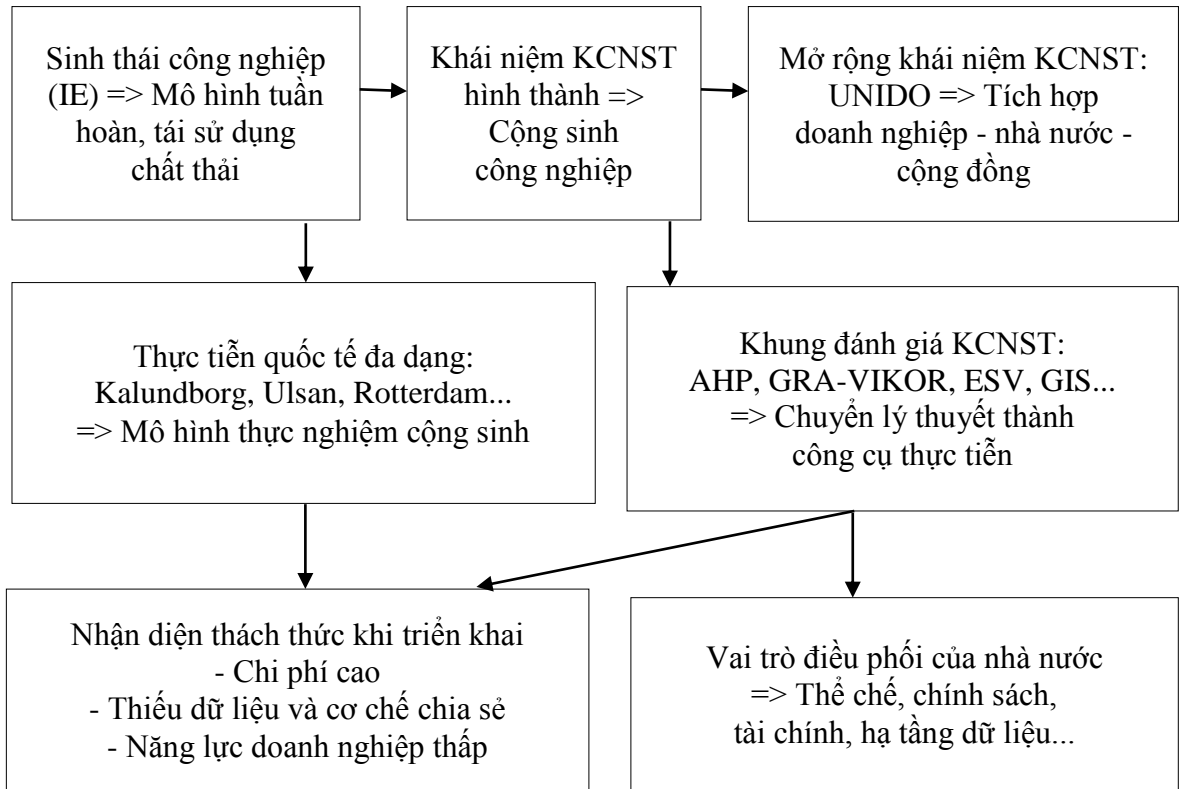 Sinh thái công nghiệp
(IE) => Mô hình tuần
hoàn, tái sử dụng
chất thải
Khái niệm KCNST
hình thành =>
Cộng sinh
công nghiệp
Mở rộng khái niệm KCNST:
UNIDO => Tích hợp
doanh nghiệp - nhà nước -
cộng đồng
Thực tiễn quốc tế đa dạng:
Kalundborg, Ulsan, Rotterdam...
=> Mô hình thực nghiệm cộng sinh
Khung đánh giá KCNST:
AHP, GRA-VIKOR, ESV, GIS...
=> Chuyển lý thuyết thành
công cụ thực tiễn
Nhận diện thách thức khi triển khai
- Chi phí cao
- Thiếu dữ liệu và cơ chế chia sẻ
- Năng lực doanh nghiệp thấp
Vai trò điều phối của nhà nước
=> Thể chế, chính sách,
tài chính, hạ tầng dữ liệu...